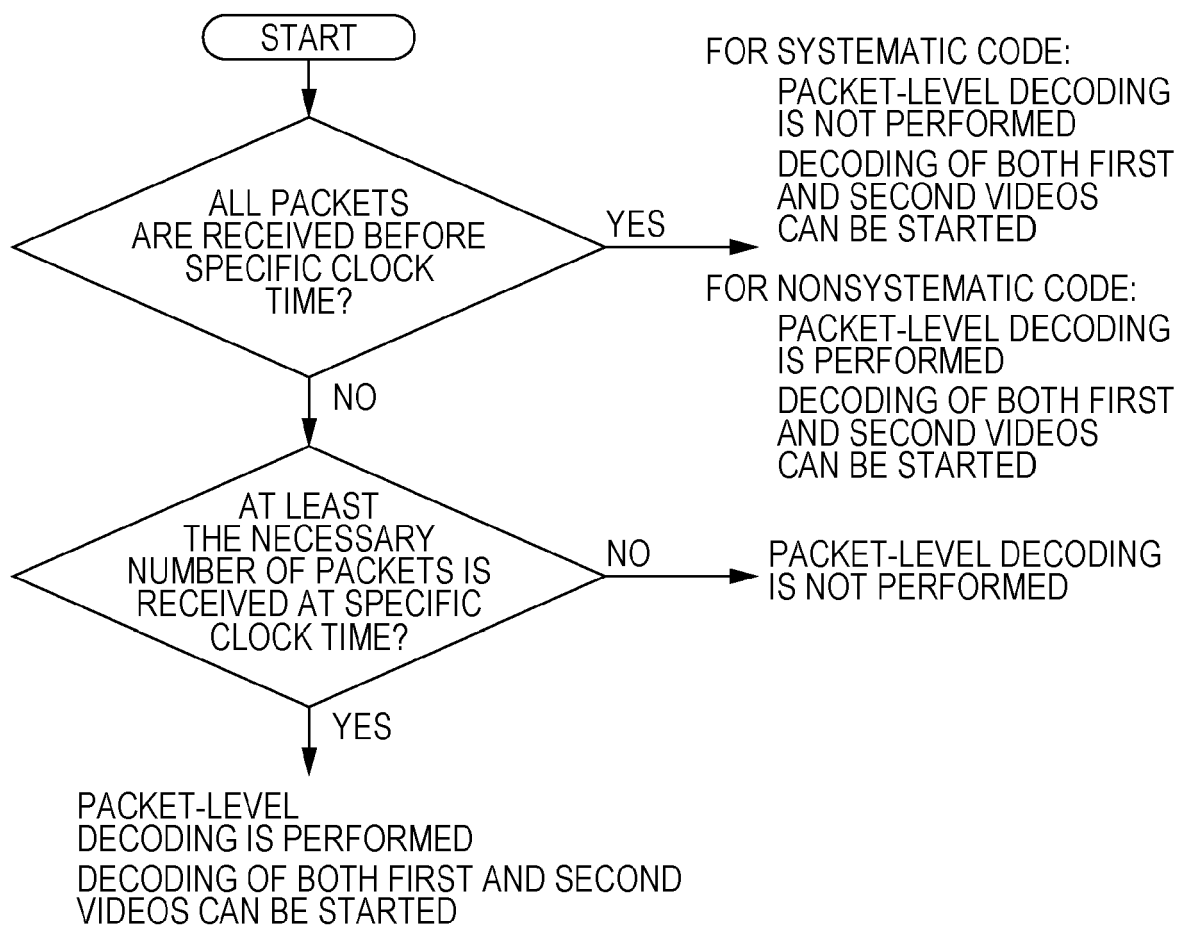 START
ALL PACKETS
ARE RECEIVED BEFORE
SPECIFIC CLOCK
TIME?
YES
FOR SYSTEMATIC CODE:
PACKET-LEVEL DECODING
IS NOT PERFORMED
DECODING OF BOTH FIRST
AND SECOND VIDEOS
CAN BE STARTED
FOR NONSYSTEMATIC CODE:
PACKET-LEVEL DECODING
IS PERFORMED
DECODING OF BOTH FIRST
AND SECOND VIDEOS
CAN BE STARTED
NO
AT LEAST
THE NECESSARY
NUMBER OF PACKETS IS
RECEIVED AT SPECIFIC
CLOCK TIME?
NO
PACKET-LEVEL DECODING
IS NOT PERFORMED
YES
PACKET-LEVEL
DECODING IS PERFORMED
DECODING OF BOTH FIRST AND SECOND
VIDEOS CAN BE STARTED